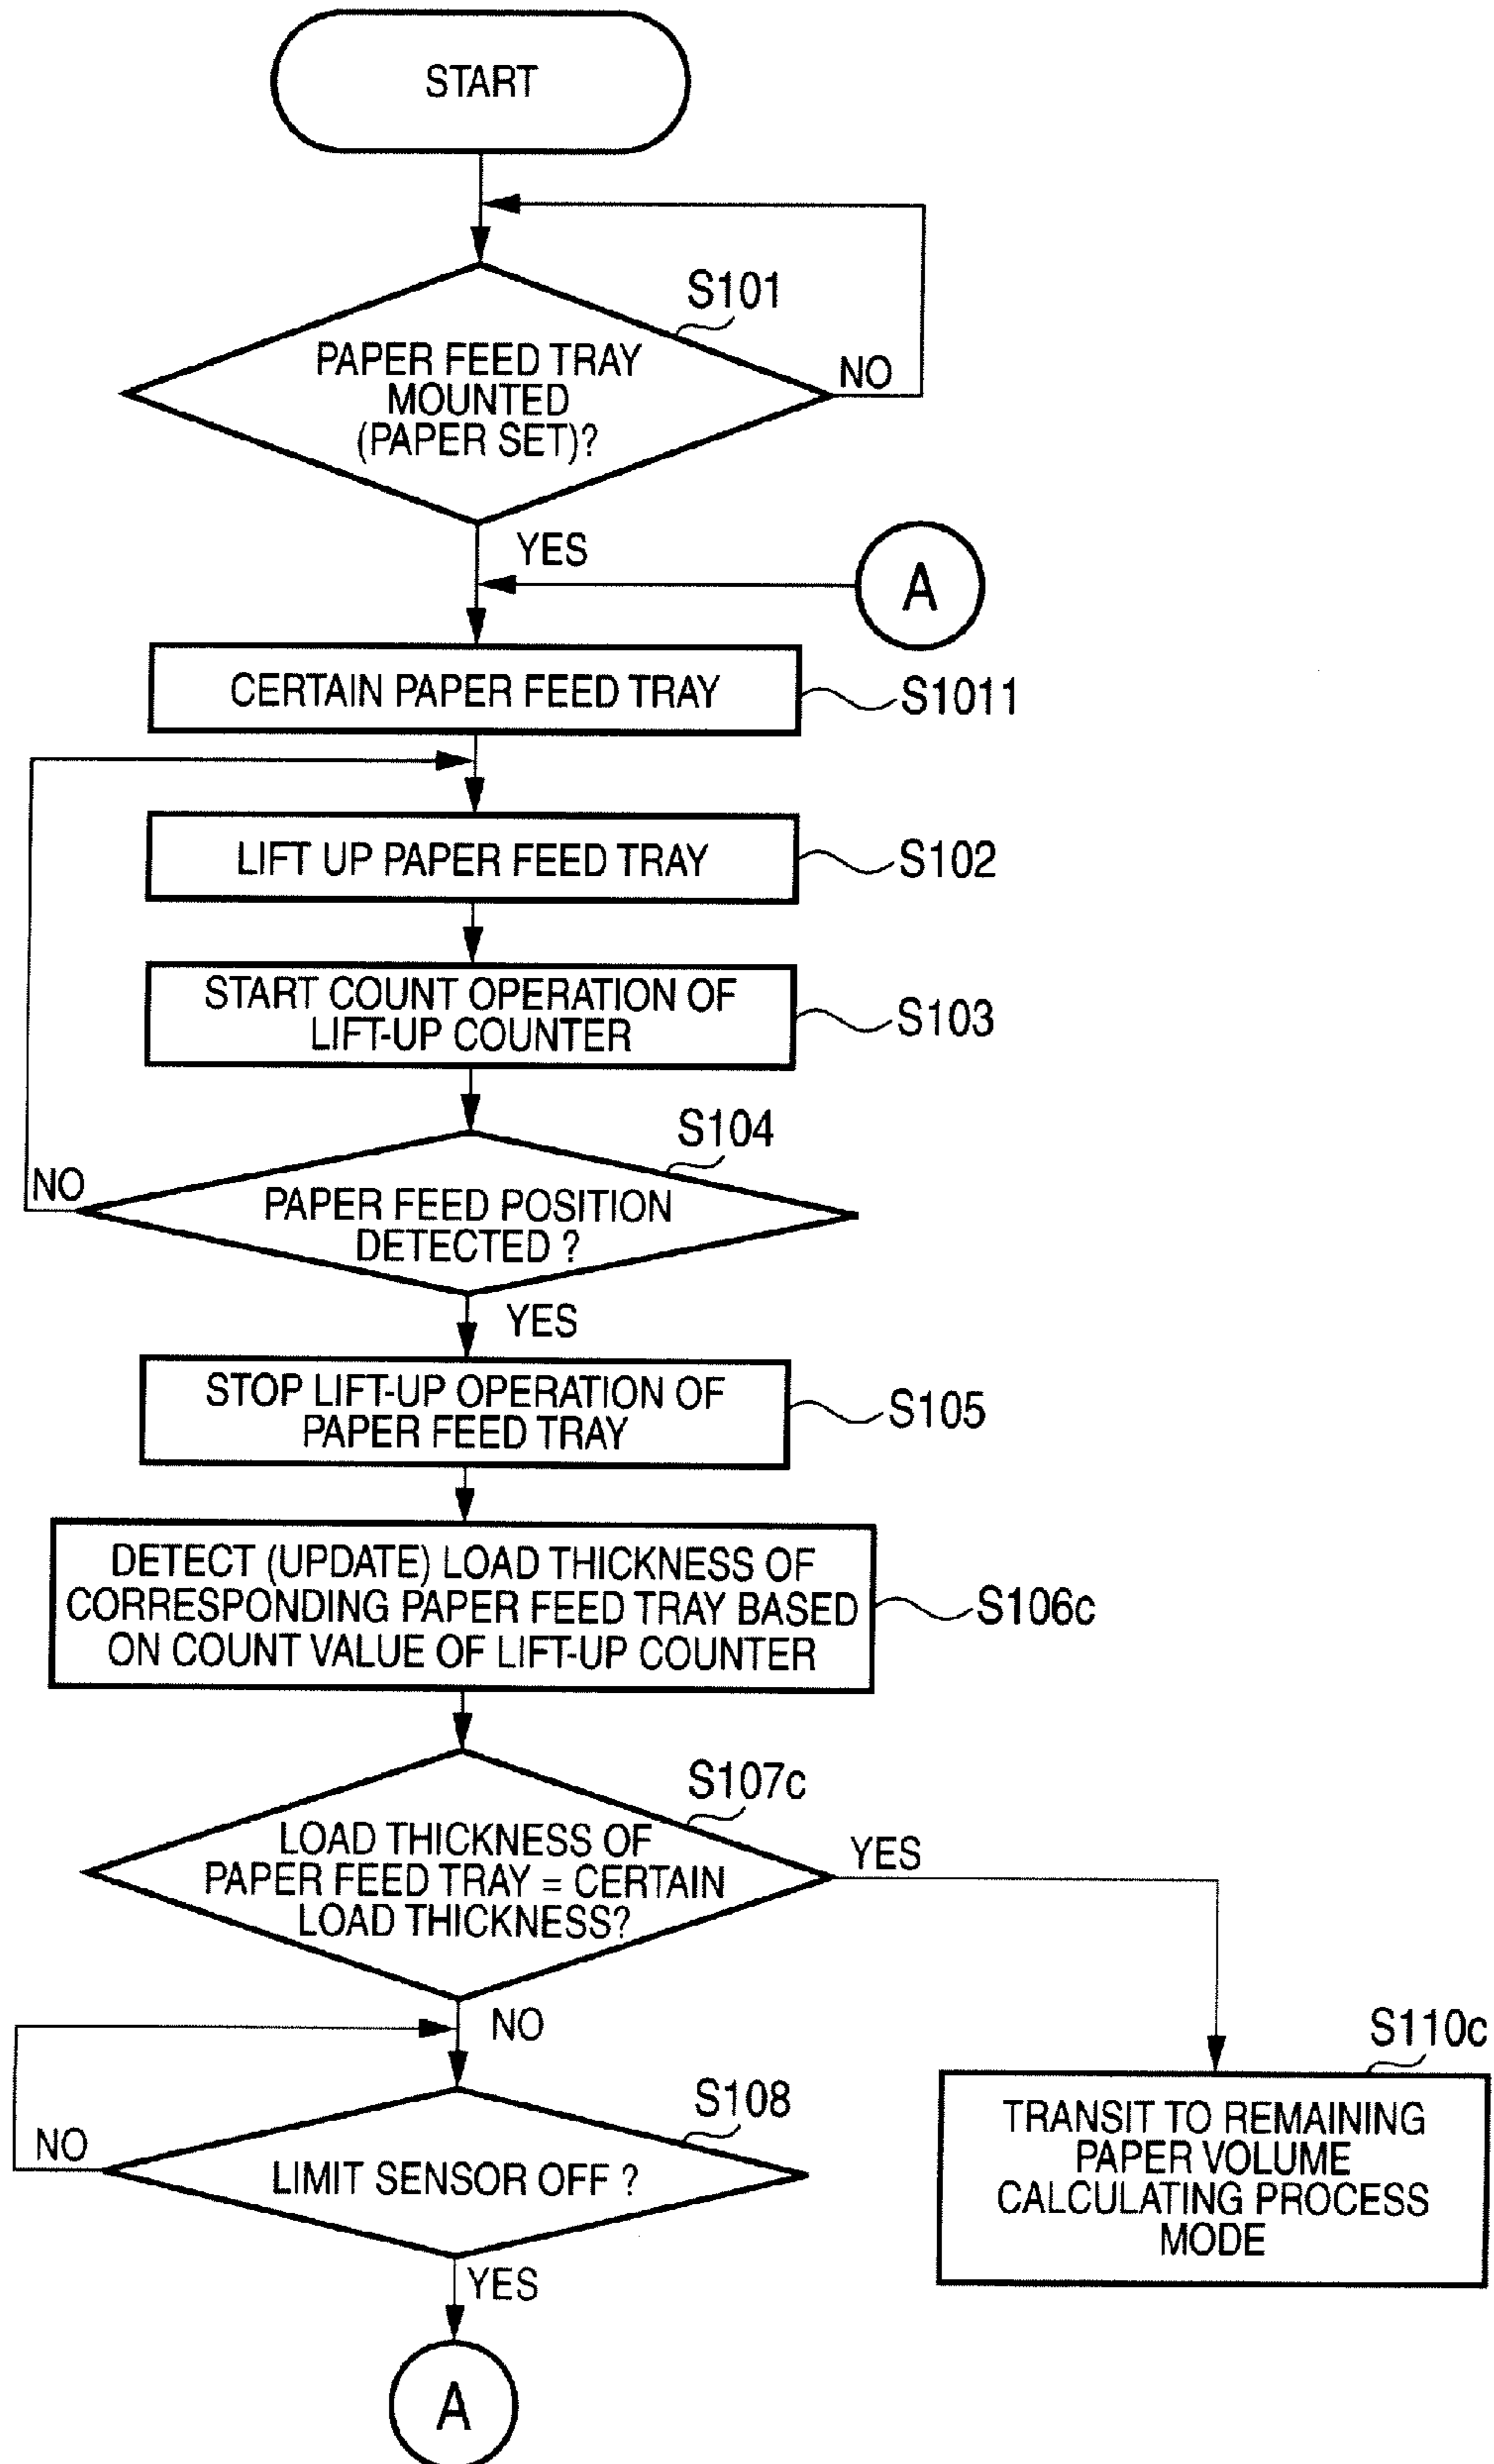 START
S101
PAPER FEED TRAY
MOUNTED
(PAPER SET)?
NO
YES
A
CERTAIN PAPER FEED TRAY
S1011
LIFT UP PAPER FEED TRAY
S102
START COUNT OPERATION OF
LIFT-UP COUNTER
S103
S104
NO
PAPER FEED POSITION
DETECTED ?
YES
STOP LIFT-UP OPERATION OF
PAPER FEED TRAY
S105
DETECT (UPDATE) LOAD THICKNESS OF
CORRESPONDING PAPER FEED TRAY BASED
ON COUNT VALUE OF LIFT-UP COUNTER
S106c
S107c
LOAD THICKNESS OF
PAPER FEED TRAY = CERTAIN
LOAD THICKNESS?
YES
NO
S110c
TRANSIT TO REMAINING
PAPER VOLUME
CALCULATING PROCESS
MODE
S108
NO
LIMIT SENSOR OFF ?
YES
A